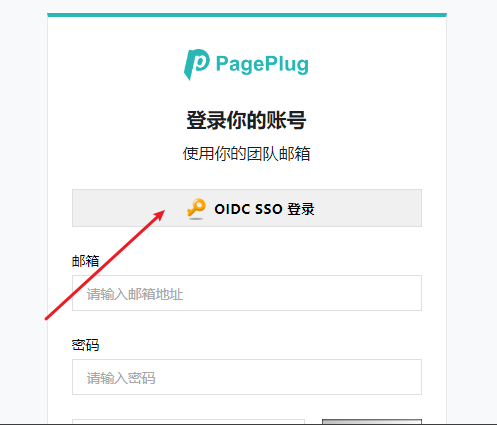 PagePlug
登录你的账号
使用你的团队邮箱
OIDC SSO 登录
邮箱
请输入邮箱地址
密码
请输入密码